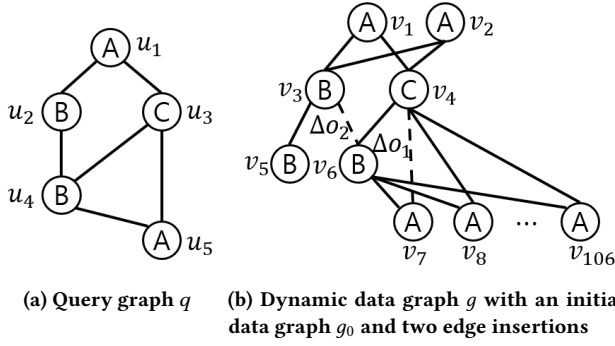 A u₁
A v₁ A v₂
u₂ B C u₃
v₃ B C v₄
Δo₂ Δo₁
v₅ B v₆ B
u₄ B
A u₅
A A ... A
v₇ v₈ v₁₀₆
(a) Query graph q
(b) Dynamic data graph g with an initia
data graph g₀ and two edge insertions